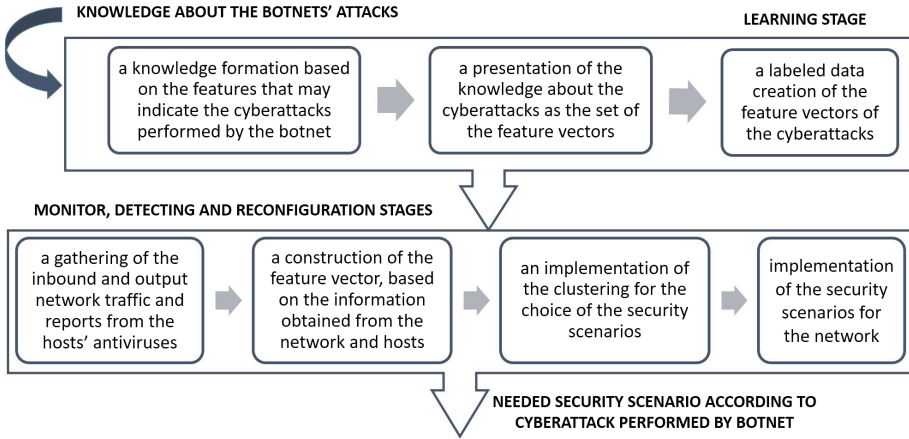 KNOWLEDGE ABOUT THE BOTNETS' ATTACKS
LEARNING STAGE
a knowledge formation based
on the features that may
indicate the cyberattacks
performed by the botnet
a presentation of the
knowledge about the
cyberattacks as the set of
the feature vectors
a labeled data
creation of the
feature vectors of
the cyberattacks
MONITOR, DETECTING AND RECONFIGURATION STAGES
a gathering of the
inbound and output
network traffic and
reports from the
hosts' antiviruses
a construction of the
feature vector, based
on the information
obtained from the
network and hosts
an implementation of
the clustering for the
choice of the security
scenarios
implementation
of the security
scenarios for
the network
NEEDED SECURITY SCENARIO ACCORDING TO
CYBERATTACK PERFORMED BY BOTNET